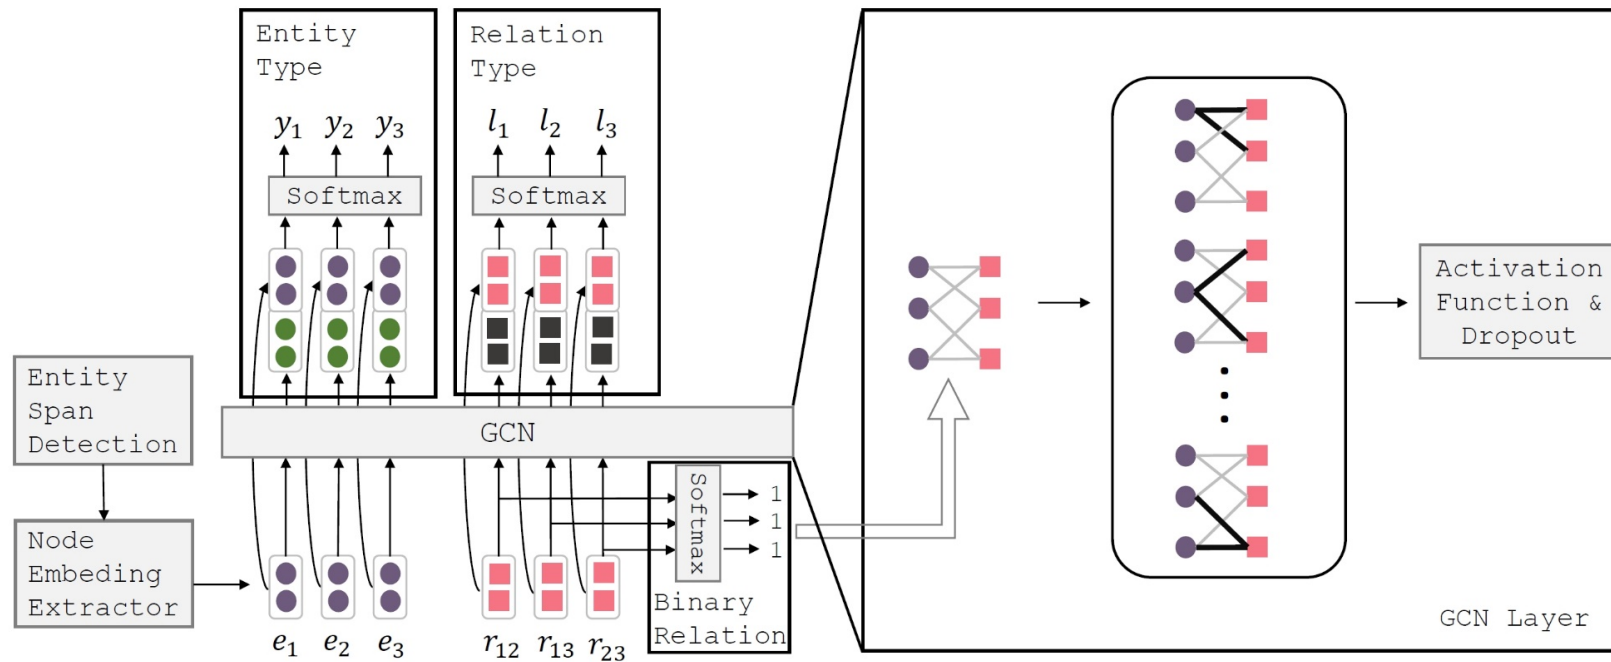 Entity
Type
y1 y2 y3
Softmax
Relation
Type
l1 l2 l3
Softmax
Entity
Span
Detection
GCN
Node
Embeding
Extractor
e1 e2 e3
r12 r13 r23
Softmax
1
1
1
Binary
Relation
Activation
Function &
Dropout
GCN Layer